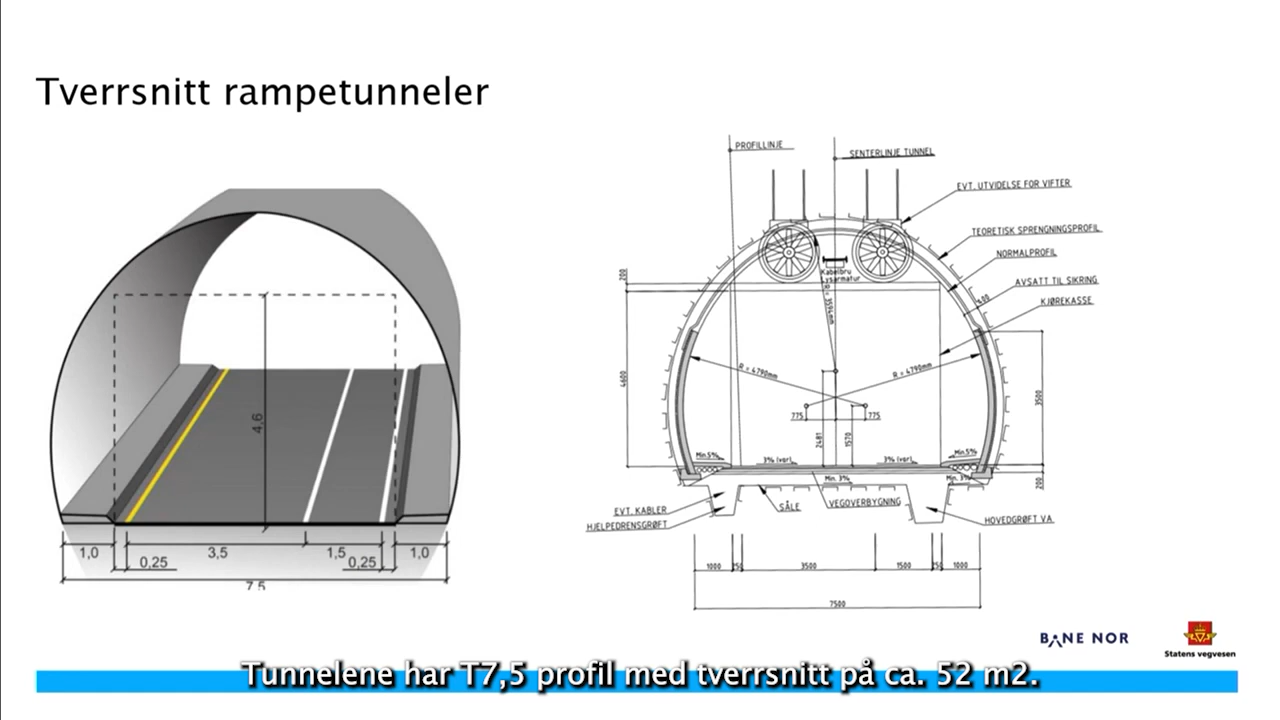 Tverrsnitt rampetunneler
4,6
1,0
0,25
3,5
1,5
0,25
1,0
7,5
PROFILLINJE
SENTERLINJE TUNNEL
EVT. UTVIDELSE FOR VIFTER
TEORETISK SPRENGNINGSPROFIL
NORMALPROFIL
AVSATT TIL SIKRING
KJØREKASSE
Kabelbru
Lysarmatur
200
4600
R = 4790mm
R = 4790mm
775
775
2481
1570
3500
200
Min.5%
3% (var)
3% (var)
Min.5%
Min. 3%
Min. 3%
EVT. KABLER
HJELPEDRENSGRØFT
SÅLE
VEGOVERBYGNING
HOVEDGRØFT VA
1000
3500
1500
1000
7500
BANE NOR
Statens vegvesen
Tunnelene har T7,5 profil med tverrsnitt på ca. 52 m2.